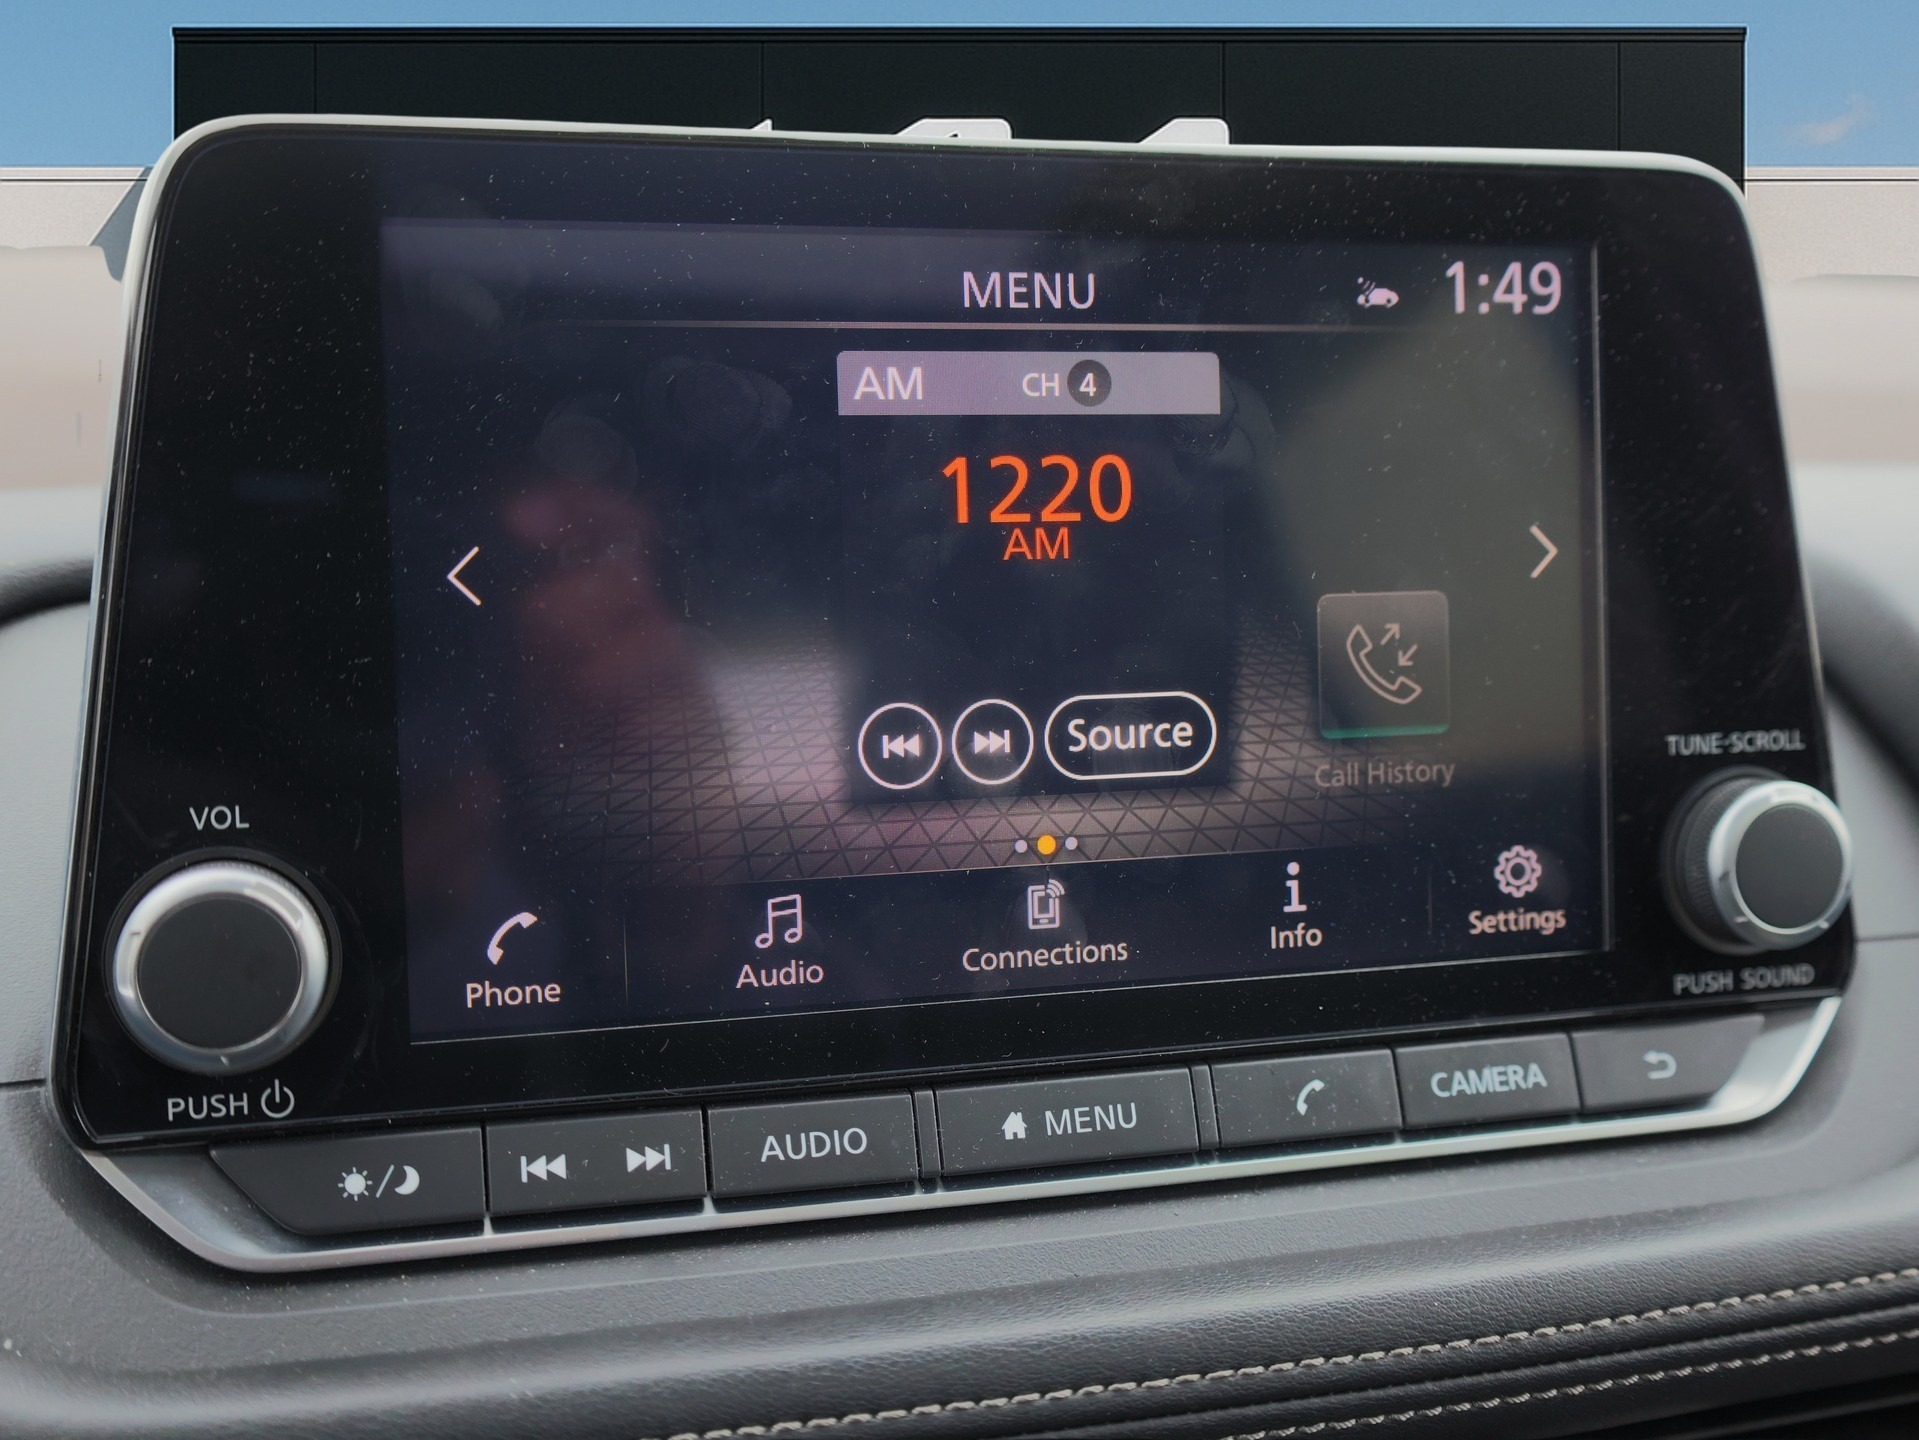 MENU
1:49
AM CH 4
1220
AM
Source
Call History
Phone
Audio
Connections
Info
Settings
VOL
PUSH
TUNE·SCROLL
PUSH SOUND
AUDIO
MENU
CAMERA